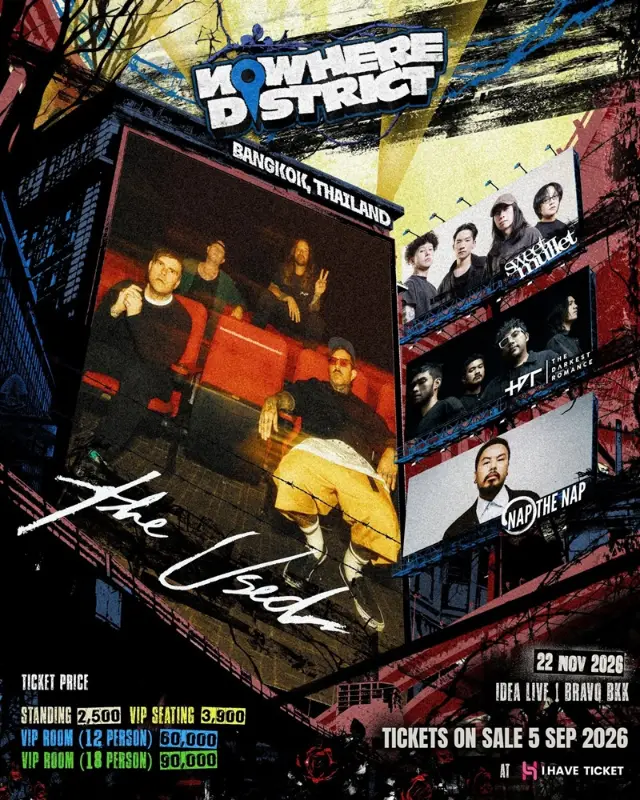 NOWHERE
DISTRICT
BANGKOK, THAILAND
sweet
mullet
HDT | THE
DARKEST
ROMANCE
NAP THE NAP
The Used
22 NOV 2026
IDEA LIVE | BRAVO BKK
TICKET PRICE
STANDING 2,500 VIP SEATING 3,900
VIP ROOM (12 PERSON) 60,000
VIP ROOM (18 PERSON) 90,000
TICKETS ON SALE 5 SEP 2026
AT I HAVE TICKET